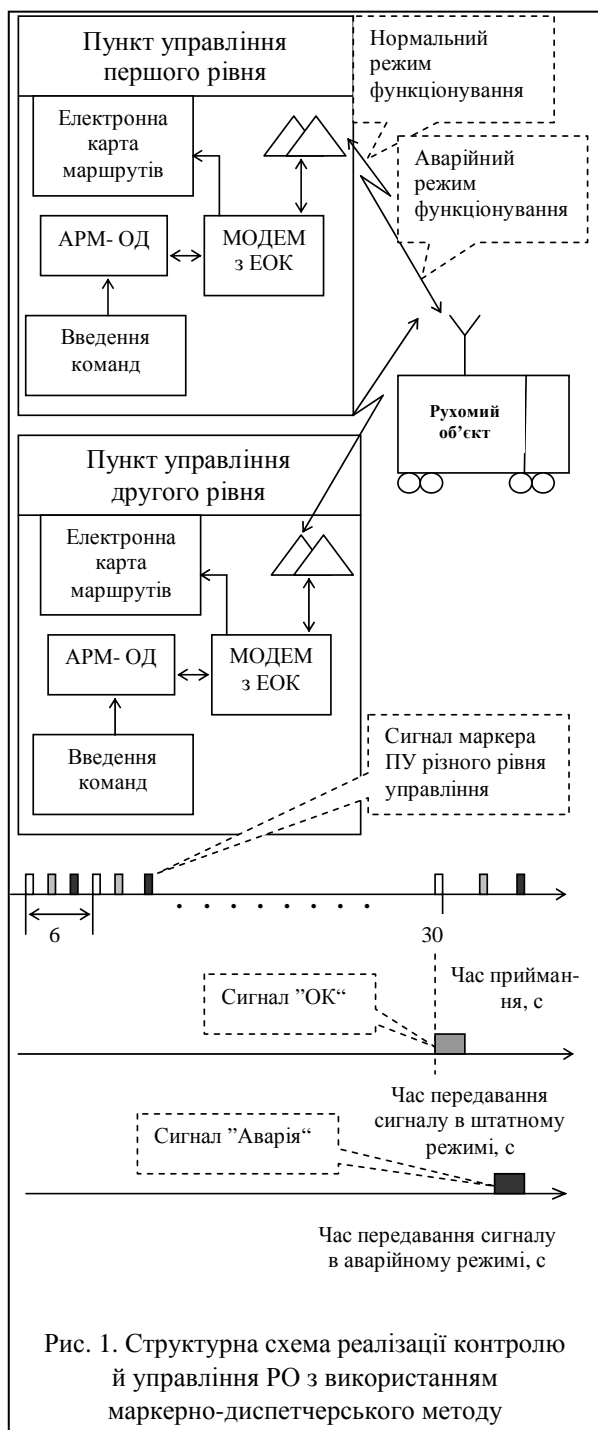 Пункт управління
першого рівня
Нормальний
режим
функціонування
Електронна
карта
маршрутів
Аварійний
режим
функціонування
АРМ- ОД
МОДЕМ
з ЕОК
Введення
команд
Рухомий
об’єкт
Пункт управління
другого рівня
Електронна
карта
маршрутів
АРМ- ОД
МОДЕМ
з ЕОК
Введення
команд
Сигнал маркера
ПУ різного рівня
управління
6
30
Час прийман-
ня, с
Сигнал ”ОК“
Час передавання
сигналу в штатному
режимі, с
Сигнал ”Аварія“
Час передавання сигналу
в аварійному режимі, с
Рис. 1. Структурна схема реалізації контролю
й управління РО з використанням
маркерно-диспетчерського методу